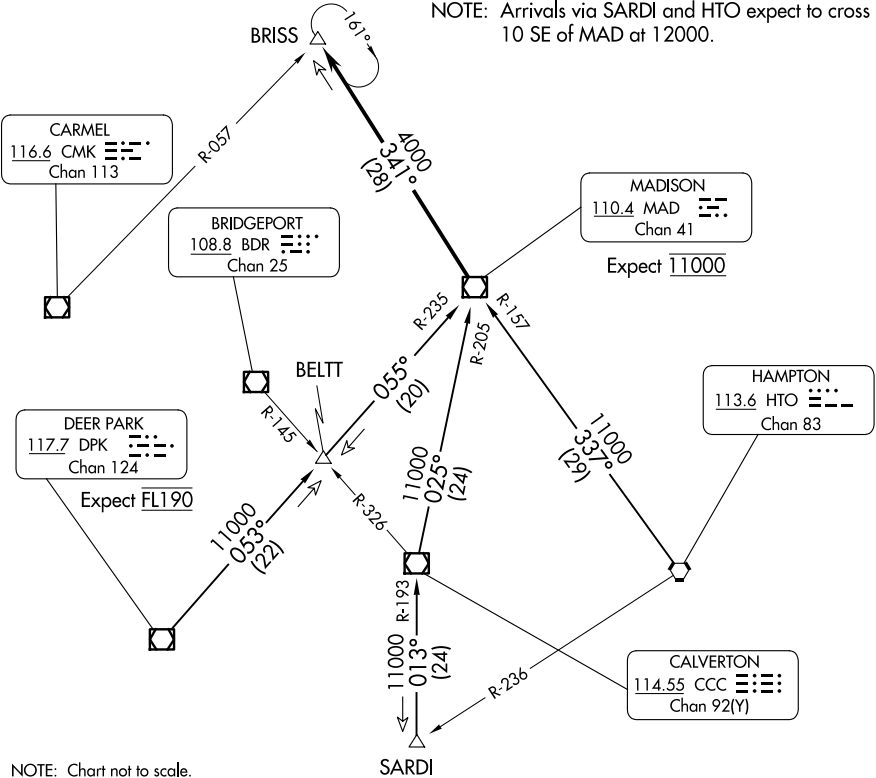 NOTE: Arrivals via SARDI and HTO expect to cross
10 SE of MAD at 12000.
BRISS
161°
R-057
CARMEL
116.6 CMK
Chan 113
4000
341°
(28)
MADISON
110.4 MAD
Chan 41
Expect 11000
BRIDGEPORT
108.8 BDR
Chan 25
R-235
R-205
R-157
BELTT
055°
(20)
R-145
HAMPTON
113.6 HTO
Chan 83
DEER PARK
117.7 DPK
Chan 124
Expect FL190
11000
053°
(22)
R-326
11000
025°
(24)
11000
337°
(29)
R-193
11000
013°
(24)
R-236
CALVERTON
114.55 CCC
Chan 92(Y)
SARDI
NOTE: Chart not to scale.